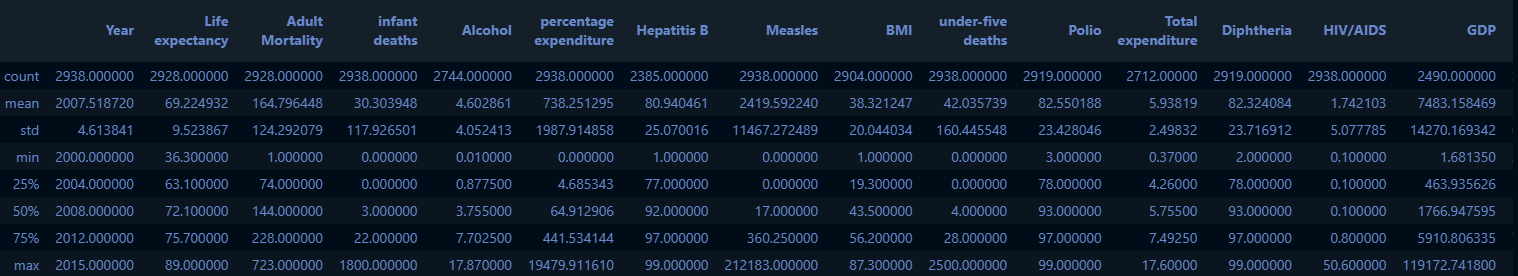 Year Life expectancy Adult Mortality infant deaths Alcohol percentage expenditure Hepatitis B Measles BMI under-five deaths Polio Total expenditure Diphtheria HIV/AIDS GDP
count 2938.000000 2928.000000 2928.000000 2938.000000 2744.000000 2938.000000 2385.000000 2938.000000 2904.000000 2938.000000 2919.000000 2712.00000 2919.000000 2938.000000 2490.000000
mean 2007.518720 69.224932 164.796448 30.303948 4.602861 738.251295 80.940461 2419.592240 38.321247 42.035739 82.550188 5.93819 82.324084 1.742103 7483.158469
std 4.613841 9.523867 124.292079 117.926501 4.052413 1987.914858 25.070016 11467.272489 20.044034 160.445548 23.428046 2.49832 23.716912 5.077785 14270.169342
min 2000.000000 36.300000 1.000000 0.000000 0.010000 0.000000 1.000000 0.000000 1.000000 0.000000 3.000000 0.37000 2.000000 0.100000 1.681350
25% 2004.000000 63.100000 74.000000 0.000000 0.877500 4.685343 77.000000 0.000000 19.300000 0.000000 78.000000 4.26000 78.000000 0.100000 463.935626
50% 2008.000000 72.100000 144.000000 3.000000 3.755000 64.912906 92.000000 17.000000 43.500000 4.000000 93.000000 5.75500 93.000000 0.100000 1766.947595
75% 2012.000000 75.700000 228.000000 22.000000 7.702500 441.534144 97.000000 360.250000 56.200000 28.000000 97.000000 7.49250 97.000000 0.800000 5910.806335
max 2015.000000 89.000000 723.000000 1800.000000 17.870000 19479.911610 99.000000 212183.000000 87.300000 2500.000000 99.000000 17.60000 99.000000 50.600000 119172.741800